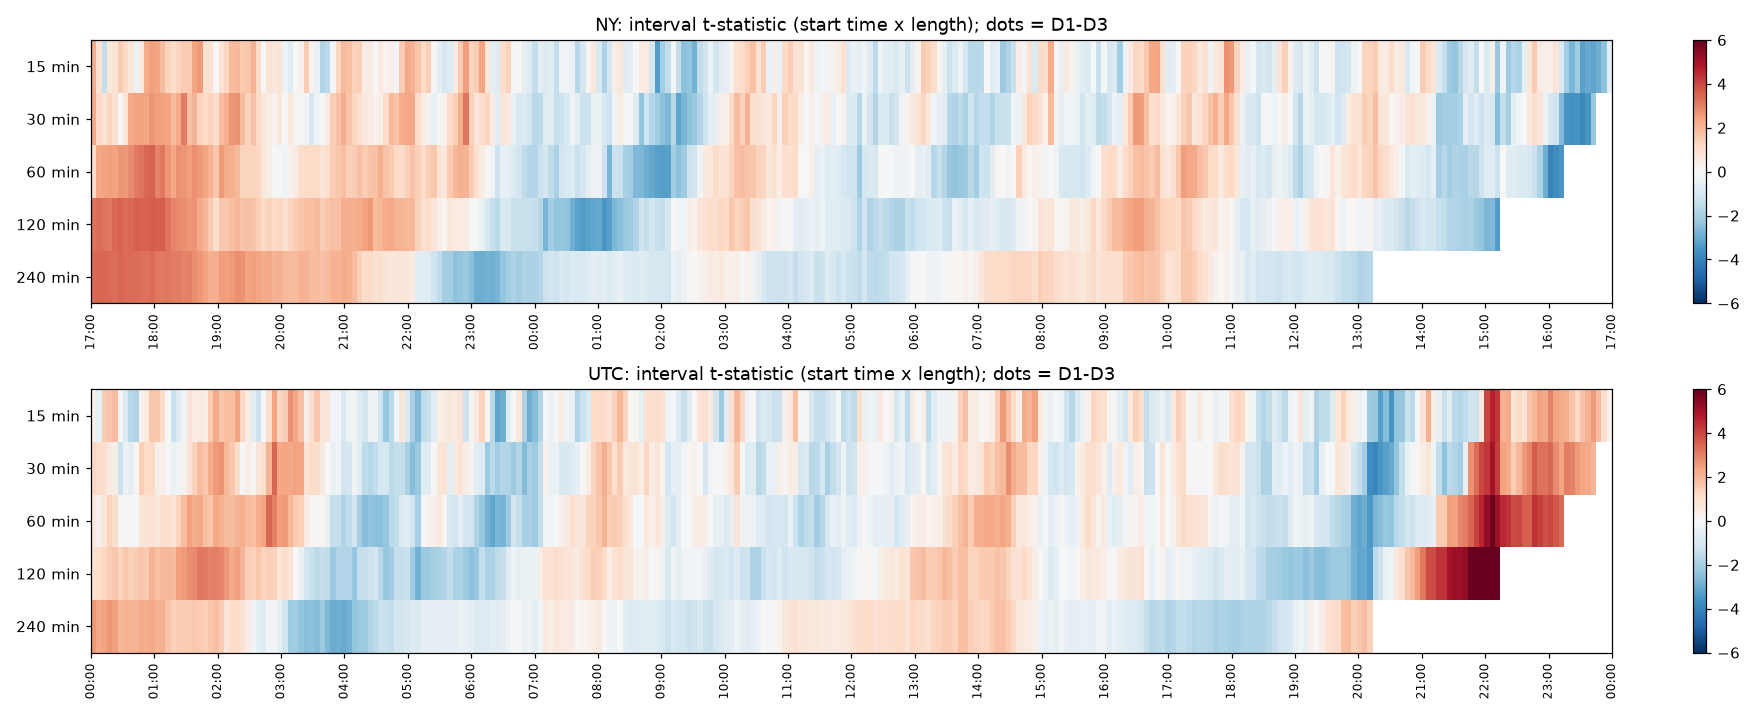 NY: interval t-statistic (start time x length); dots = D1-D3
15 min
30 min
60 min
120 min
240 min
17:00 18:00 19:00 20:00 21:00 22:00 23:00 00:00 01:00 02:00 03:00 04:00 05:00 06:00 07:00 08:00 09:00 10:00 11:00 12:00 13:00 14:00 15:00 16:00 17:00
6
4
2
0
−2
−4
−6
UTC: interval t-statistic (start time x length); dots = D1-D3
15 min
30 min
60 min
120 min
240 min
00:00 01:00 02:00 03:00 04:00 05:00 06:00 07:00 08:00 09:00 10:00 11:00 12:00 13:00 14:00 15:00 16:00 17:00 18:00 19:00 20:00 21:00 22:00 23:00 00:00
6
4
2
0
−2
−4
−6